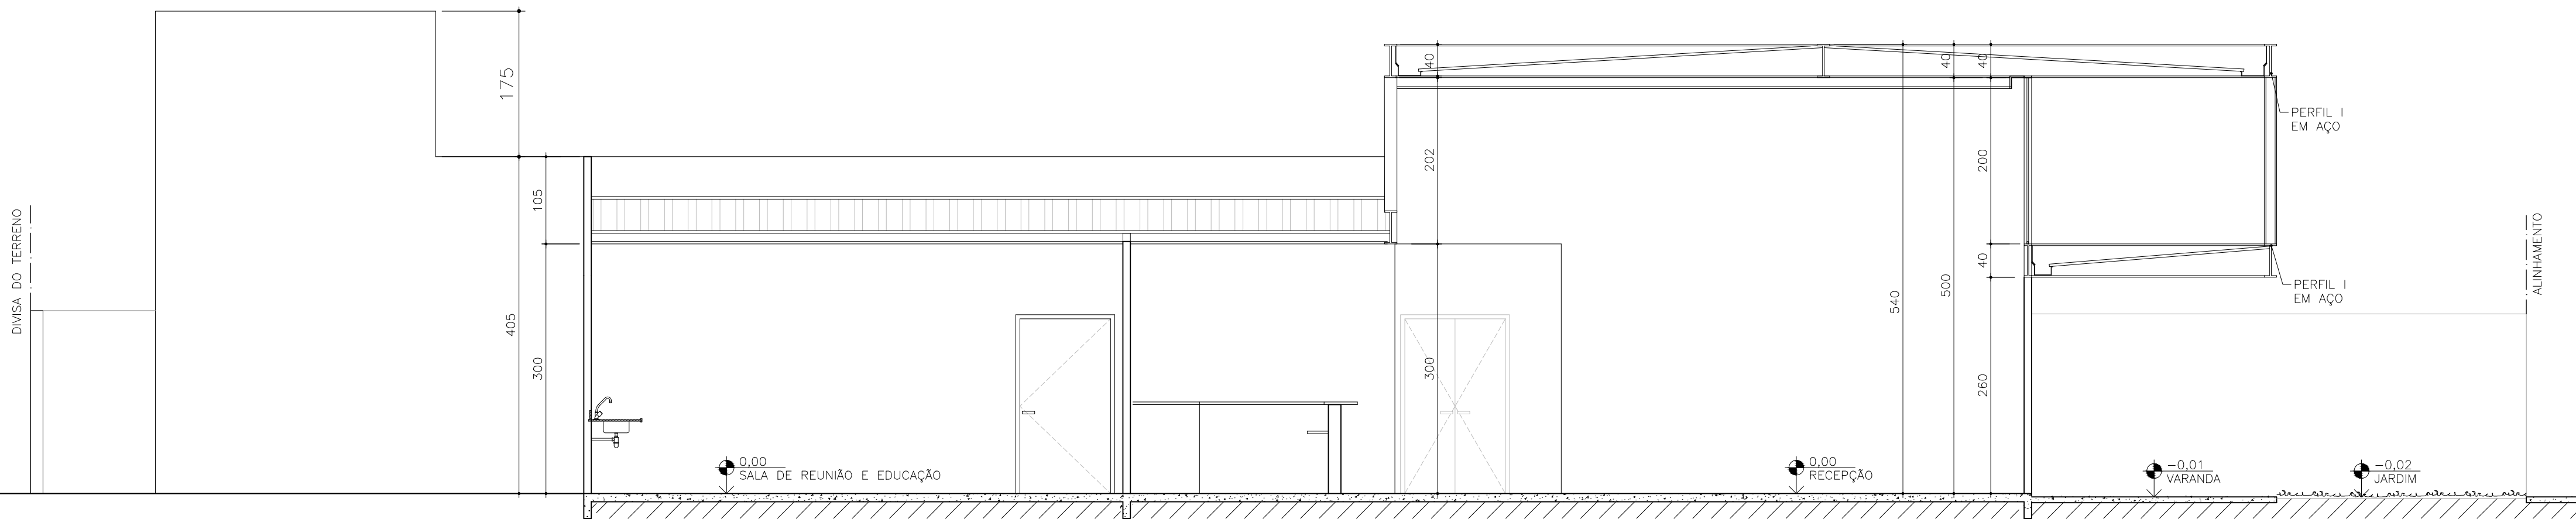 DIVISA DO TERRENO
175
405
105
300
0,00
SALA DE REUNIÃO E EDUCAÇÃO
40
202
300
0,00
RECEPÇÃO
540
40
500
40
200
40
260
PERFIL I
EM AÇO
PERFIL I
EM AÇO
-0,01
VARANDA
-0,02
JARDIM
ALINHAMENTO